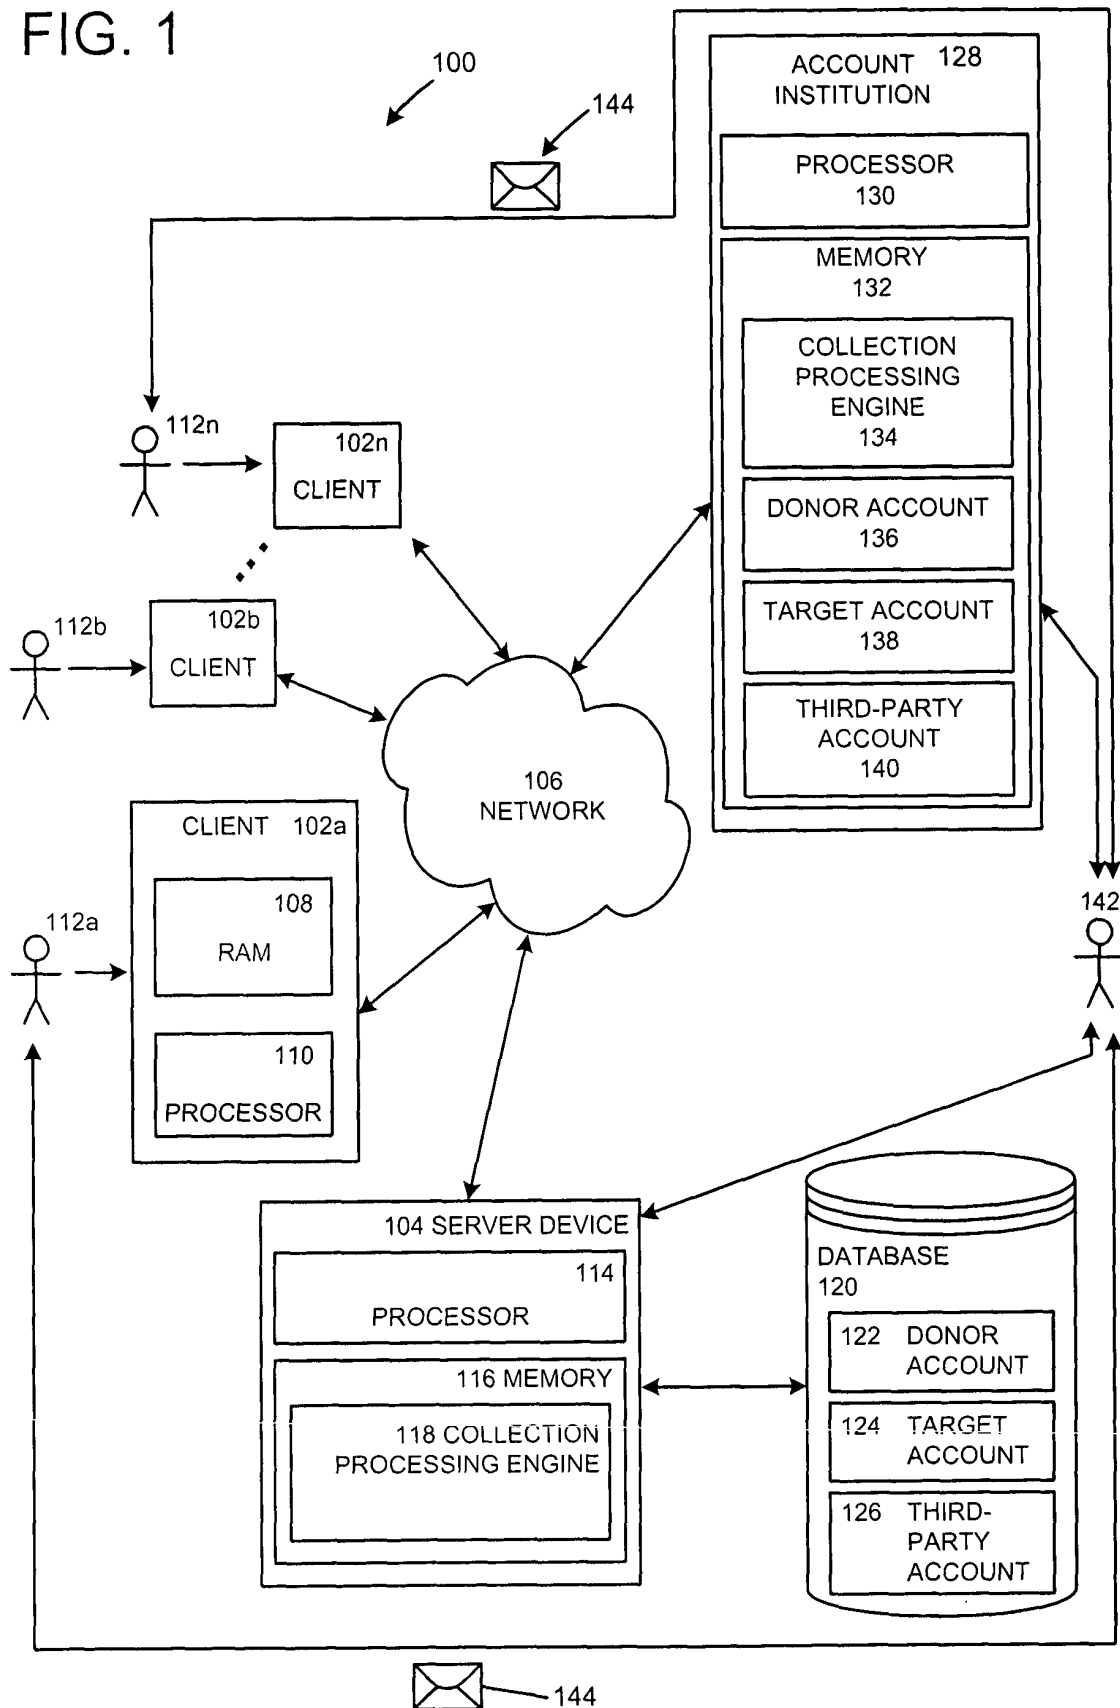 FIG. 1
100
144
ACCOUNT 128
INSTITUTION
PROCESSOR
130
MEMORY
132
COLLECTION
PROCESSING
ENGINE
134
DONOR ACCOUNT
136
TARGET ACCOUNT
138
THIRD-PARTY
ACCOUNT
140
112n
102n
CLIENT
112b
102b
CLIENT
106
NETWORK
CLIENT 102a
108
RAM
110
PROCESSOR
112a
142
104 SERVER DEVICE
114
PROCESSOR
116 MEMORY
118 COLLECTION
PROCESSING ENGINE
DATABASE
120
122 DONOR
ACCOUNT
124 TARGET
ACCOUNT
126 THIRD-
PARTY
ACCOUNT
144